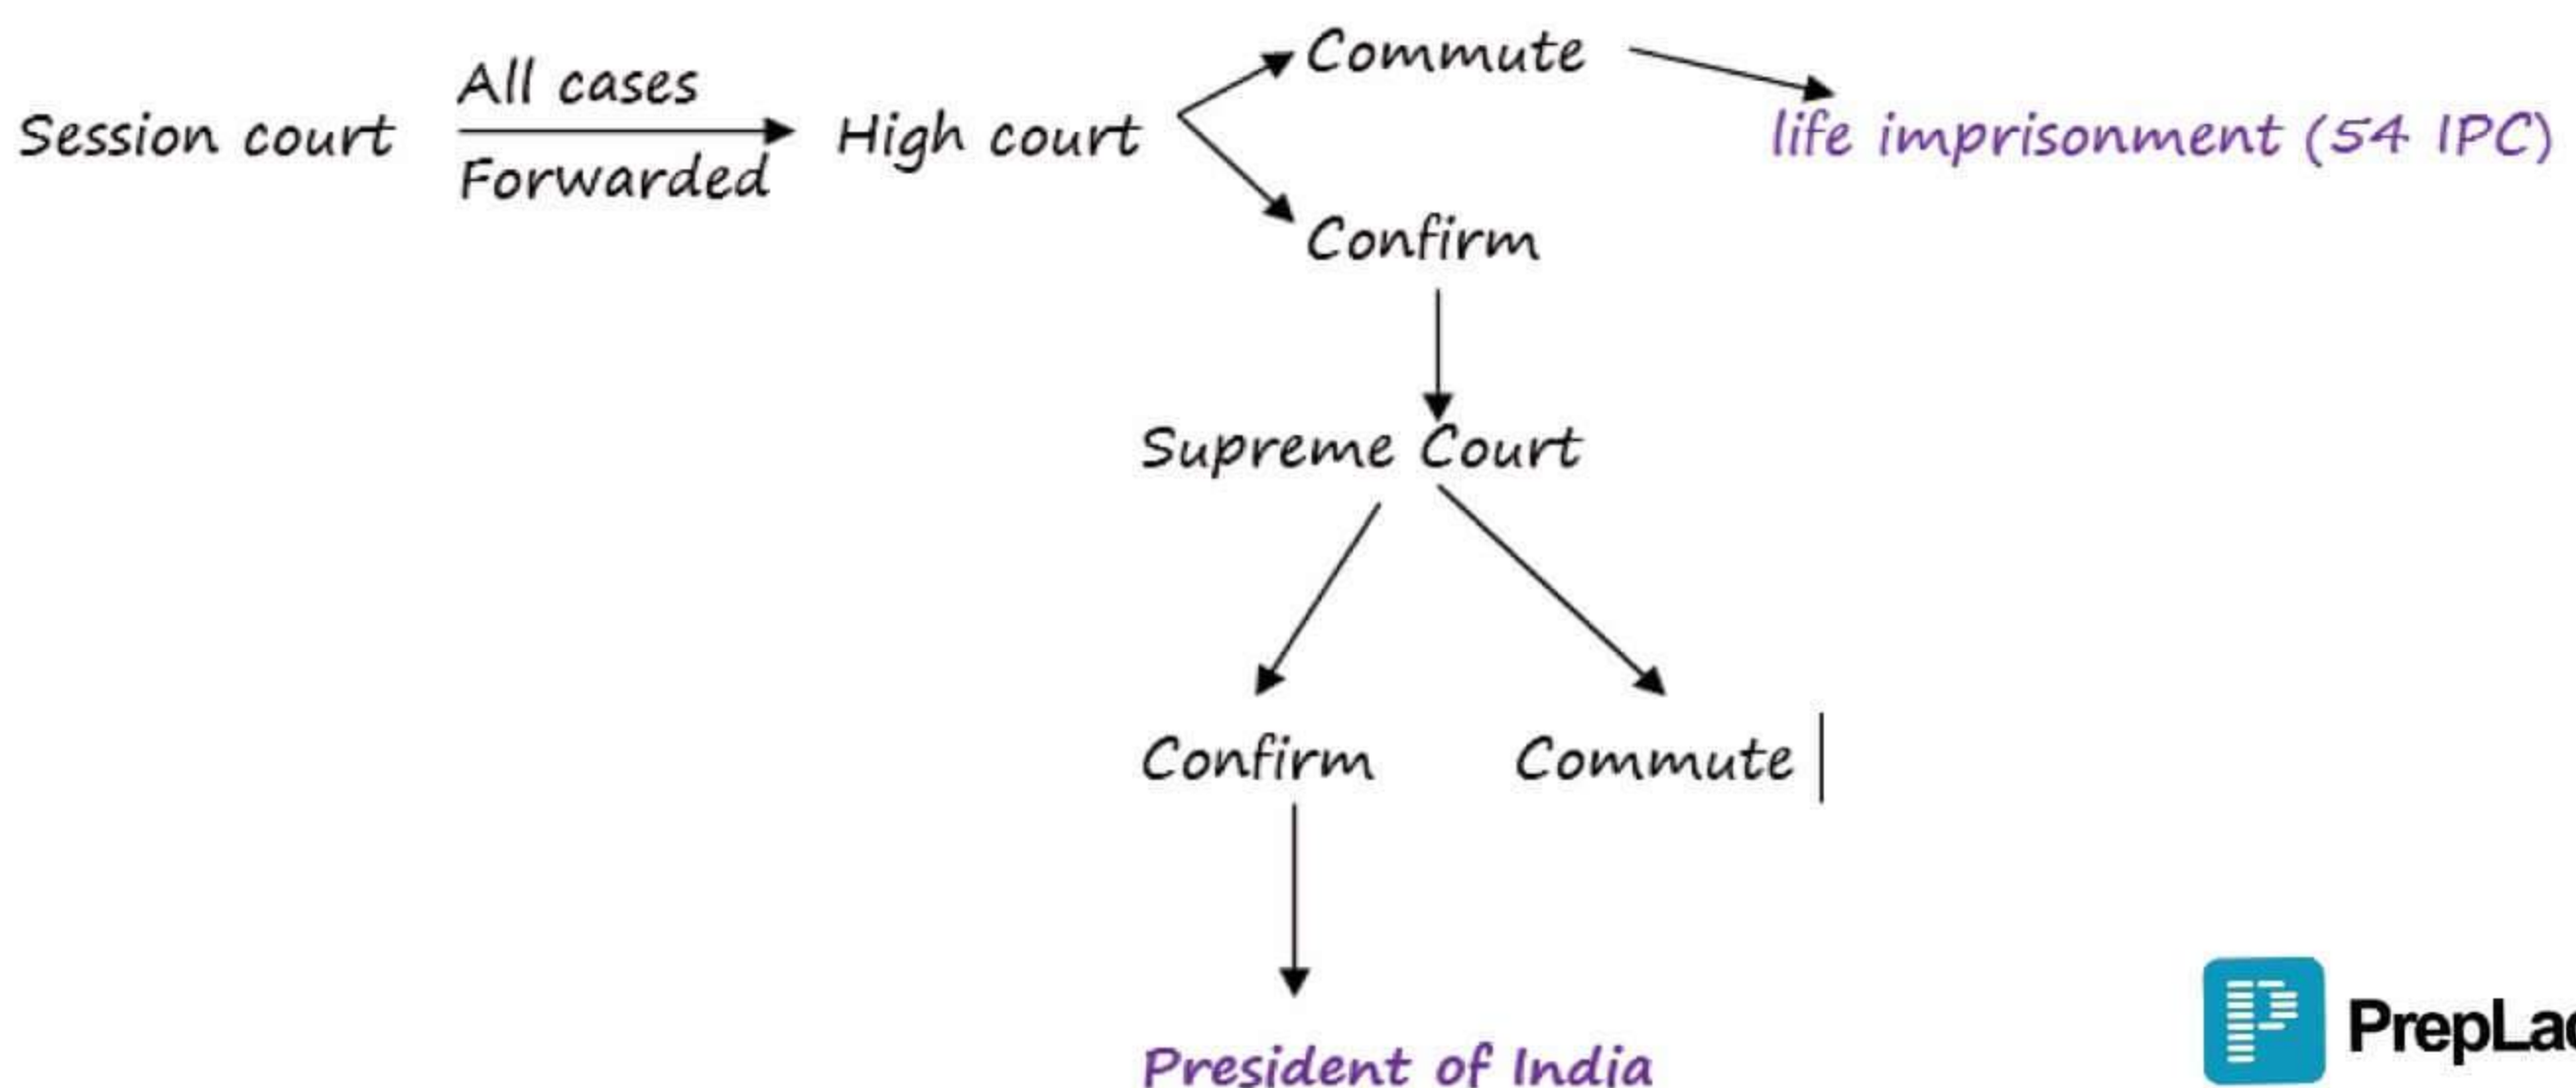 All cases
Session court
Forwarded
High court
Commute
life imprisonment (54 IPC)
Confirm
Supreme Court
Confirm
Commute
President of India